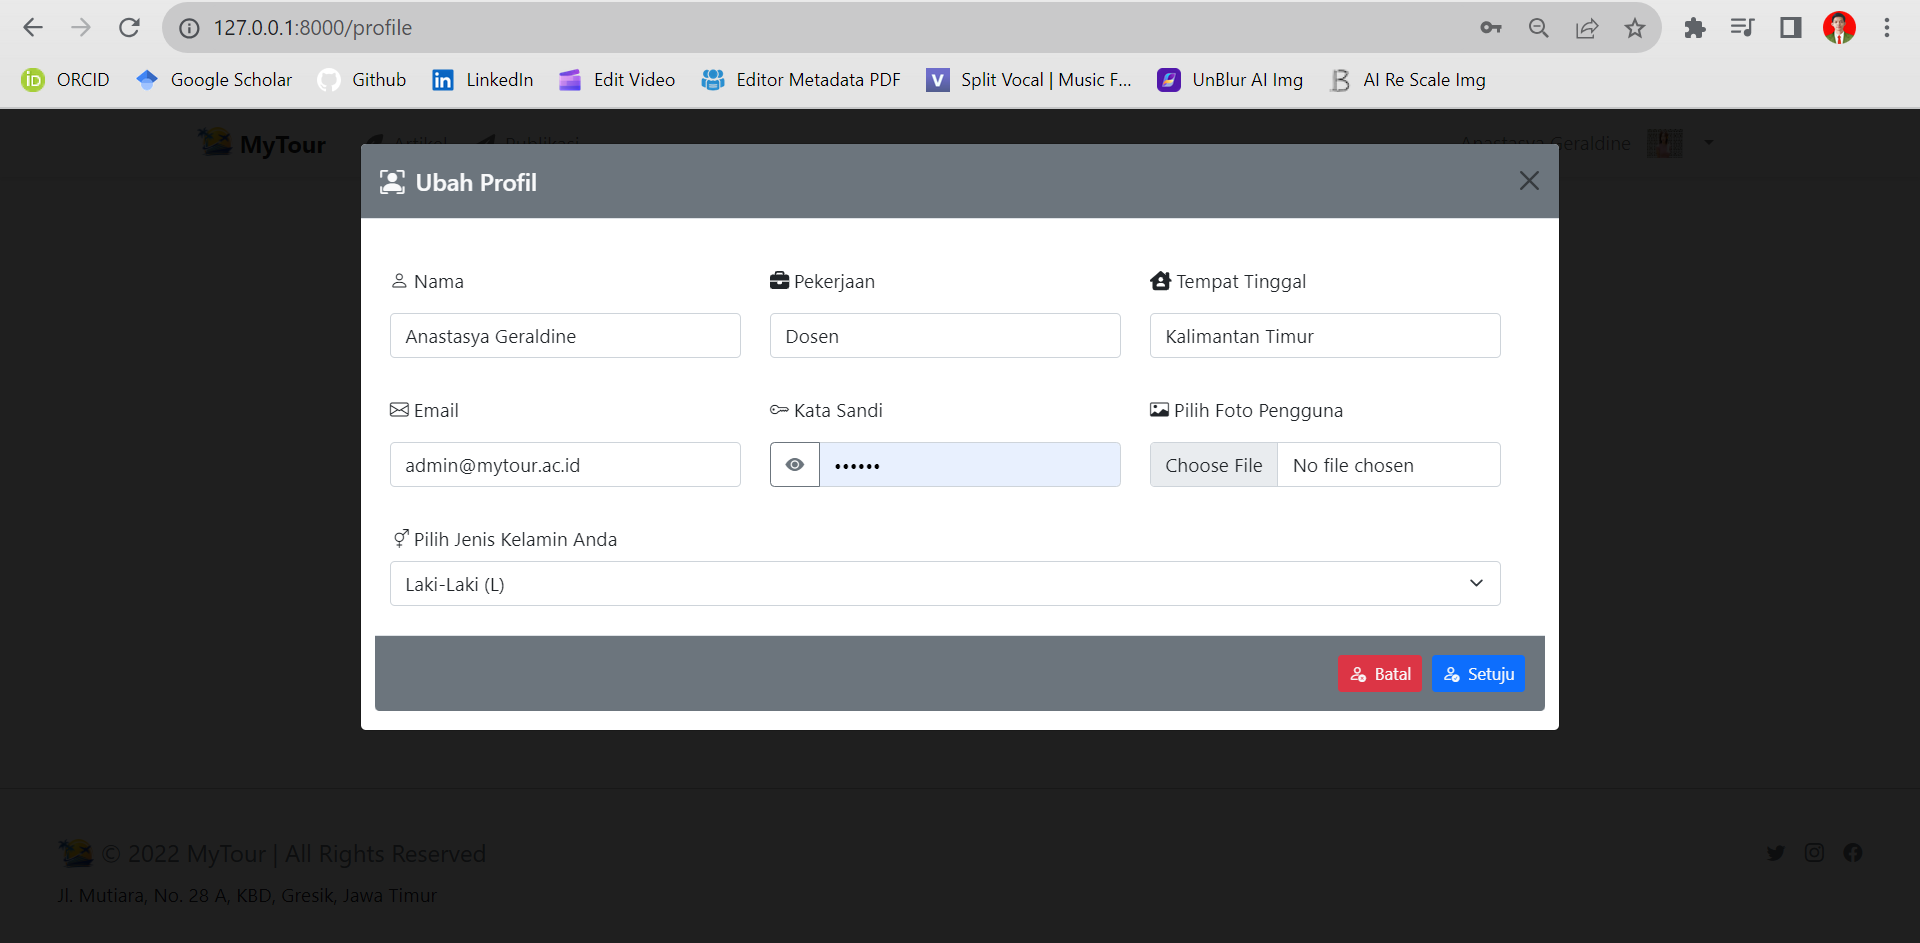 127.0.0.1:8000/profile
ORCID Google Scholar Github LinkedIn Edit Video Editor Metadata PDF Split Vocal | Music F... UnBlur AI Img AI Re Scale Img
MyTour Artikel Publikasi Anastasya Geraldine
Ubah Profil
Nama Pekerjaan Tempat Tinggal
Anastasya Geraldine Dosen Kalimantan Timur
Email Kata Sandi Pilih Foto Pengguna
admin@mytour.ac.id •••••• Choose File No file chosen
Pilih Jenis Kelamin Anda
Laki-Laki (L)
Batal Setuju
© 2022 MyTour | All Rights Reserved
Jl. Mutiara, No. 28 A, KBD, Gresik, Jawa Timur